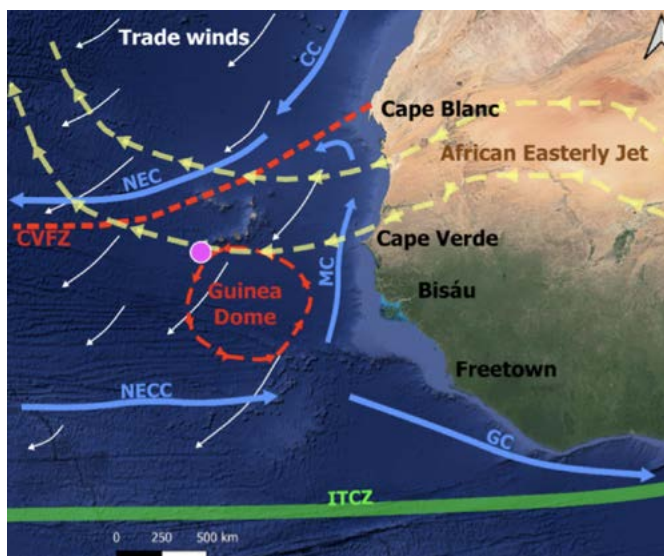 Trade winds
CC
Cape Blanc
African Easterly Jet
NEC
CVFZ
Cape Verde
MC
Guinea
Dome
Bisáu
Freetown
NECC
GC
ITCZ
0 250 500 km